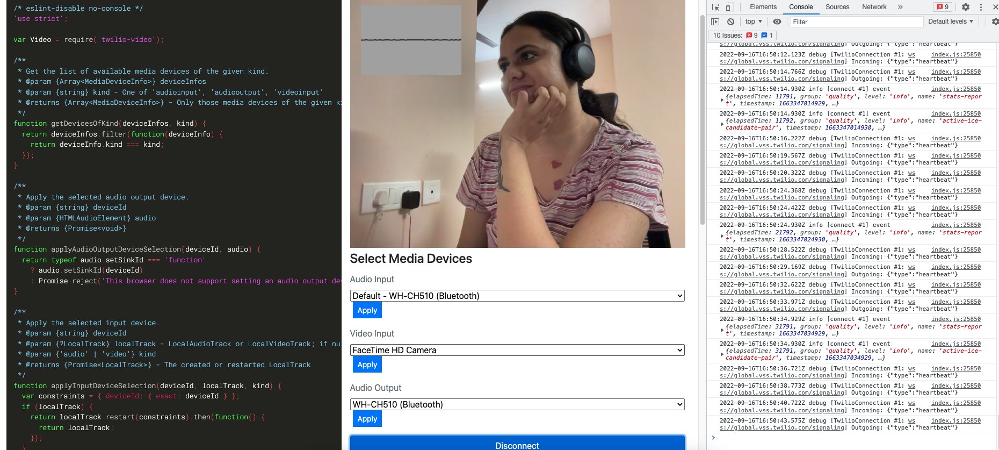 /* eslint-disable no-console */
'use strict';
var Video = require('twilio-video');
/**
* Get the list of available media devices of the given kind.
* @param {Array<MediaDeviceInfo>} deviceInfos
* @param {string} kind - One of 'audioinput', 'audiooutput', 'videoinput'
* @returns {Array<MediaDeviceInfo>} - Only those media devices of the given
*/
function getDevicesOfKind(deviceInfos, kind) {
return deviceInfos.filter(function(deviceInfo) {
return deviceInfo.kind === kind;
});
}
/**
* Apply the selected audio output device.
* @param {string} deviceId
* @param {HTMLAudioElement} audio
* @returns {Promise<void>}
*/
function applyAudioOutputDeviceSelection(deviceId, audio) {
return typeof audio.setSinkId === 'function'
? audio.setSinkId(deviceId)
: Promise.reject('This browser does not support setting an audio output
}
/**
* Apply the selected input device.
* @param {string} deviceId
* @param {?LocalTrack} localTrack - LocalAudioTrack or LocalVideoTrack; if
* @param {'audio' | 'video'} kind
* @returns {Promise<LocalTrack>} - The created or restarted LocalTrack
*/
function applyInputDeviceSelection(deviceId, localTrack, kind) {
var constraints = { deviceId: { exact: deviceId } };
if (localTrack) {
return localTrack.restart(constraints).then(function() {
return localTrack;
});
}
Select Media Devices
Audio Input
Default - WH-CH510 (Bluetooth)
Apply
Video Input
FaceTime HD Camera
Apply
Audio Output
WH-CH510 (Bluetooth)
Apply
Disconnect
Elements Console Sources Network » 9
top Filter Default levels
10 Issues: 9 1
s://global.vss.twilio.com/signaling] Outgoing: {"type":"heartbeat"}
2022-09-16T16:50:12.123Z debug [TwilioConnection #1: ws index.js:25850
s://global.vss.twilio.com/signaling] Incoming: {"type":"heartbeat"}
2022-09-16T16:50:14.766Z debug [TwilioConnection #1: ws index.js:25850
s://global.vss.twilio.com/signaling] Outgoing: {"type":"heartbeat"}
2022-09-16T16:50:14.930Z info [connect #1] event index.js:25850
{elapsedTime: 11791, group: 'quality', level: 'info', name: 'stats-repor
t', timestamp: 1663347014929, …}
2022-09-16T16:50:14.930Z info [connect #1] event index.js:25850
{elapsedTime: 11792, group: 'quality', level: 'info', name: 'active-ice-
candidate-pair', timestamp: 1663347014930, …}
2022-09-16T16:50:16.222Z debug [TwilioConnection #1: ws index.js:25850
s://global.vss.twilio.com/signaling] Incoming: {"type":"heartbeat"}
2022-09-16T16:50:19.567Z debug [TwilioConnection #1: ws index.js:25850
s://global.vss.twilio.com/signaling] Outgoing: {"type":"heartbeat"}
2022-09-16T16:50:20.322Z debug [TwilioConnection #1: ws index.js:25850
s://global.vss.twilio.com/signaling] Incoming: {"type":"heartbeat"}
2022-09-16T16:50:24.368Z debug [TwilioConnection #1: ws index.js:25850
s://global.vss.twilio.com/signaling] Outgoing: {"type":"heartbeat"}
2022-09-16T16:50:24.422Z debug [TwilioConnection #1: ws index.js:25850
s://global.vss.twilio.com/signaling] Incoming: {"type":"heartbeat"}
2022-09-16T16:50:24.930Z info [connect #1] event index.js:25850
{elapsedTime: 21792, group: 'quality', level: 'info', name: 'stats-repor
t', timestamp: 1663347024930, …}
2022-09-16T16:50:28.522Z debug [TwilioConnection #1: ws index.js:25850
s://global.vss.twilio.com/signaling] Incoming: {"type":"heartbeat"}
2022-09-16T16:50:29.169Z debug [TwilioConnection #1: ws index.js:25850
s://global.vss.twilio.com/signaling] Outgoing: {"type":"heartbeat"}
2022-09-16T16:50:32.622Z debug [TwilioConnection #1: ws index.js:25850
s://global.vss.twilio.com/signaling] Incoming: {"type":"heartbeat"}
2022-09-16T16:50:33.971Z debug [TwilioConnection #1: ws index.js:25850
s://global.vss.twilio.com/signaling] Outgoing: {"type":"heartbeat"}
2022-09-16T16:50:34.929Z info [connect #1] event index.js:25850
{elapsedTime: 31791, group: 'quality', level: 'info', name: 'stats-repor
t', timestamp: 1663347034929, …}
2022-09-16T16:50:34.930Z info [connect #1] event index.js:25850
{elapsedTime: 31791, group: 'quality', level: 'info', name: 'active-ice-
candidate-pair', timestamp: 1663347034929, …}
2022-09-16T16:50:36.721Z debug [TwilioConnection #1: ws index.js:25850
s://global.vss.twilio.com/signaling] Incoming: {"type":"heartbeat"}
2022-09-16T16:50:38.773Z debug [TwilioConnection #1: ws index.js:25850
s://global.vss.twilio.com/signaling] Outgoing: {"type":"heartbeat"}
2022-09-16T16:50:40.722Z debug [TwilioConnection #1: ws index.js:25850
s://global.vss.twilio.com/signaling] Incoming: {"type":"heartbeat"}
2022-09-16T16:50:43.575Z debug [TwilioConnection #1: ws index.js:25850
s://global.vss.twilio.com/signaling] Outgoing: {"type":"heartbeat"}